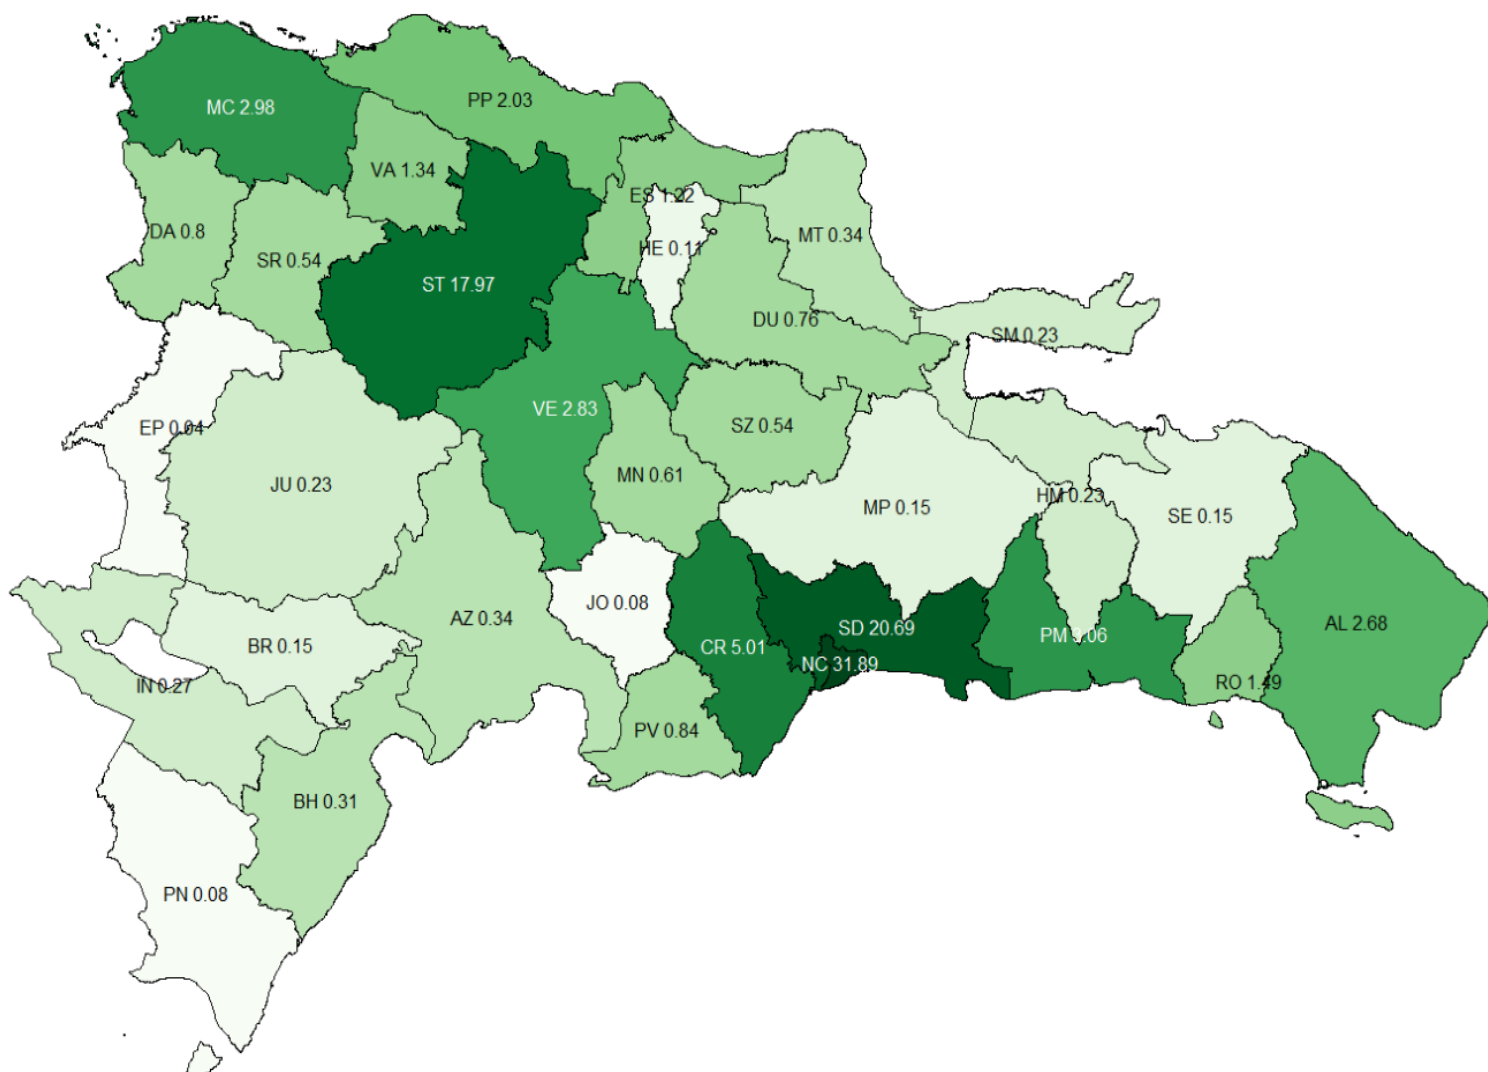 PP 2.03
MC 2.98
VA 1.34
ES 1.22
DA 0.8
MT 0.34
HE 0.11
SR 0.54
ST 17.97
DU 0.76
SM 0.23
VE 2.83
EP 0.04
SZ 0.54
MN 0.61
JU 0.23
HM 0.23
MP 0.15
SE 0.15
JO 0.08
AZ 0.34
AL 2.68
SD 20.69
PM 3.06
BR 0.15
CR 5.01
NC 31.89
IN 0.27
RO 1.49
PV 0.84
BH 0.31
PN 0.08